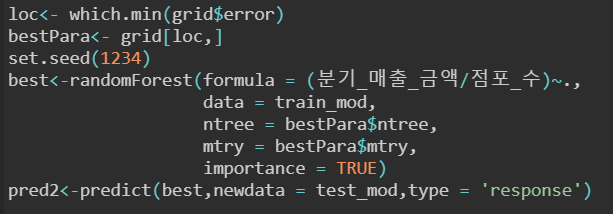 loc<- which.min(grid$error)
bestPara<- grid[loc,]
set.seed(1234)
best<-randomForest(formula = (분기_매출_금액/점포_수)~.,
data = train_mod,
ntree = bestPara$ntree,
mtry = bestPara$mtry,
importance = TRUE)
pred2<-predict(best,newdata = test_mod,type = 'response')